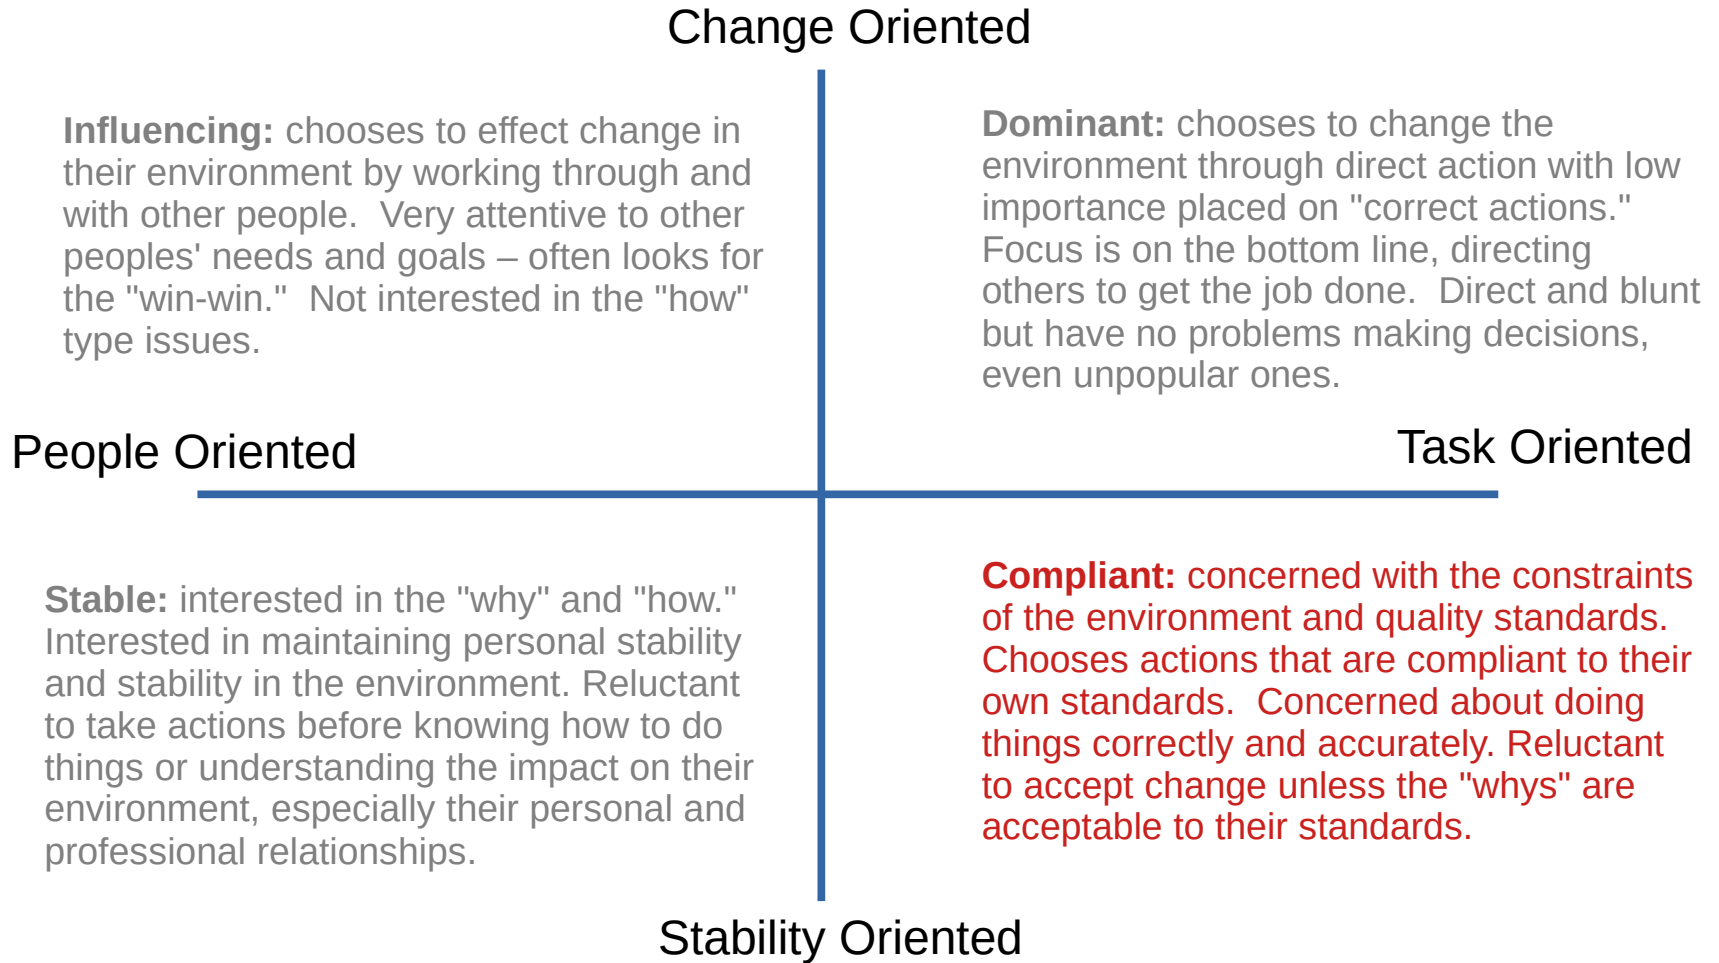 Change Oriented
Influencing: chooses to effect change in
their environment by working through and
with other people.  Very attentive to other
peoples' needs and goals – often looks for
the "win-win."  Not interested in the "how"
type issues.
Dominant: chooses to change the
environment through direct action with low
importance placed on "correct actions."
Focus is on the bottom line, directing
others to get the job done.  Direct and blunt
but have no problems making decisions,
even unpopular ones.
People Oriented
Task Oriented
Stable: interested in the "why" and "how."
Interested in maintaining personal stability
and stability in the environment. Reluctant
to take actions before knowing how to do
things or understanding the impact on their
environment, especially their personal and
professional relationships.
Compliant: concerned with the constraints
of the environment and quality standards.
Chooses actions that are compliant to their
own standards.  Concerned about doing
things correctly and accurately. Reluctant
to accept change unless the "whys" are
acceptable to their standards.
Stability Oriented